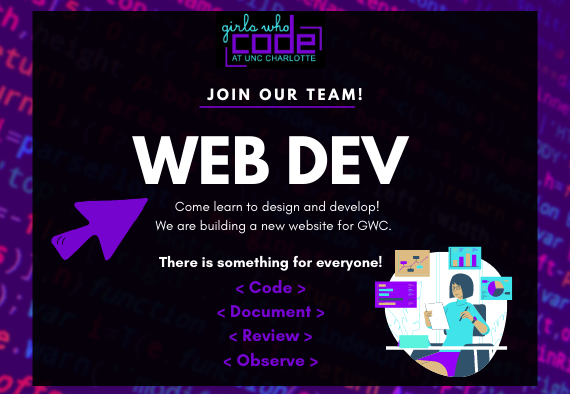 girls who
code
AT UNC CHARLOTTE
JOIN OUR TEAM!
WEB DEV
Come learn to design and develop!
We are building a new website for GWC.
There is something for everyone!
< Code >
< Document >
< Review >
< Observe >